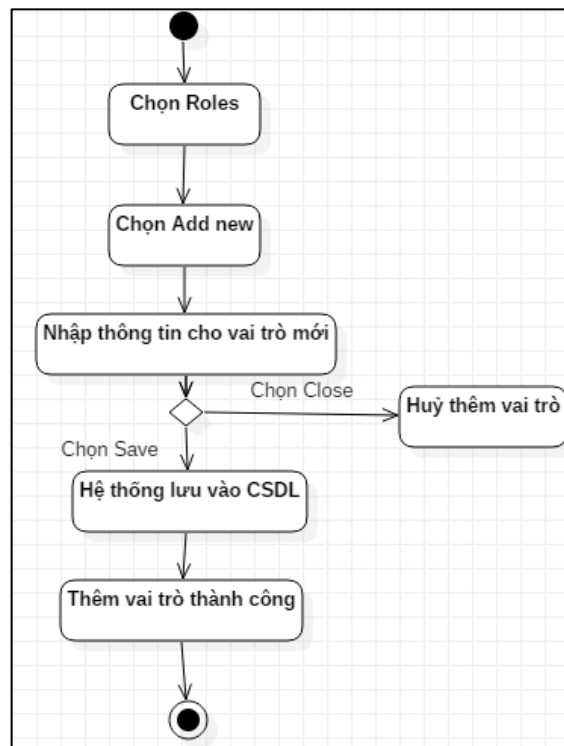 Chọn Roles
Chọn Add new
Nhập thông tin cho vai trò mới
Chọn Close
Huỷ thêm vai trò
Chọn Save
Hệ thống lưu vào CSDL
Thêm vai trò thành công